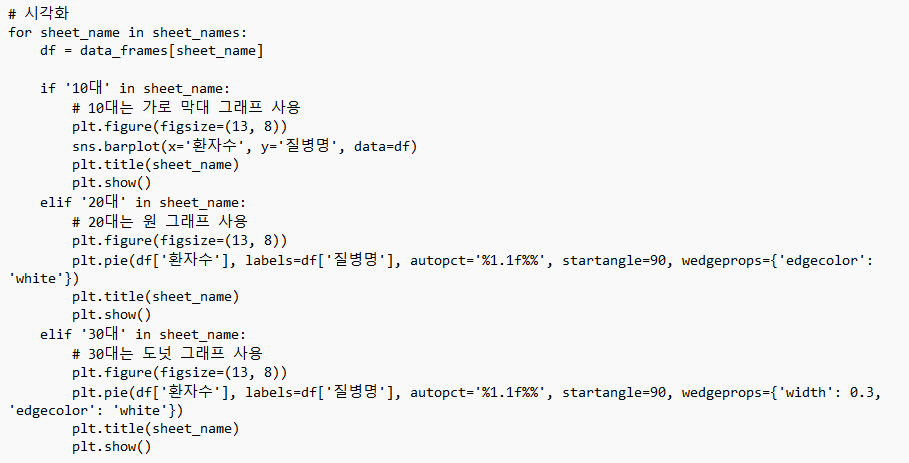 # 시각화
for sheet_name in sheet_names:
    df = data_frames[sheet_name]

    if '10대' in sheet_name:
        # 10대는 가로 막대 그래프 사용
        plt.figure(figsize=(13, 8))
        sns.barplot(x='환자수', y='질병명', data=df)
        plt.title(sheet_name)
        plt.show()
    elif '20대' in sheet_name:
        # 20대는 원 그래프 사용
        plt.figure(figsize=(13, 8))
        plt.pie(df['환자수'], labels=df['질병명'], autopct='%1.1f%%', startangle=90, wedgeprops={'edgecolor':
'white'})
        plt.title(sheet_name)
        plt.show()
    elif '30대' in sheet_name:
        # 30대는 도넛 그래프 사용
        plt.figure(figsize=(13, 8))
        plt.pie(df['환자수'], labels=df['질병명'], autopct='%1.1f%%', startangle=90, wedgeprops={'width': 0.3,
'edgecolor': 'white'})
        plt.title(sheet_name)
        plt.show()